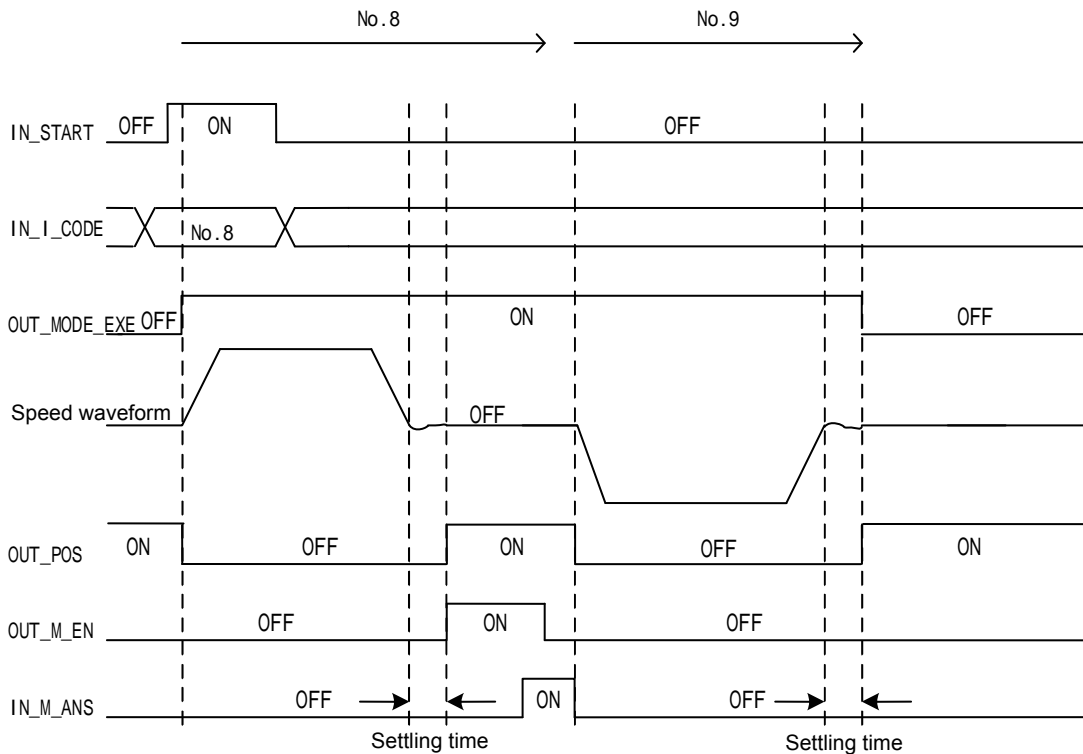 No.8 No.9
IN_START OFF ON OFF
IN_I_CODE No.8
OUT_MODE_EXE OFF ON OFF
Speed waveform OFF
OUT_POS ON OFF ON OFF ON
OUT_M_EN OFF ON OFF
IN_M_ANS OFF ON OFF
Settling time Settling time